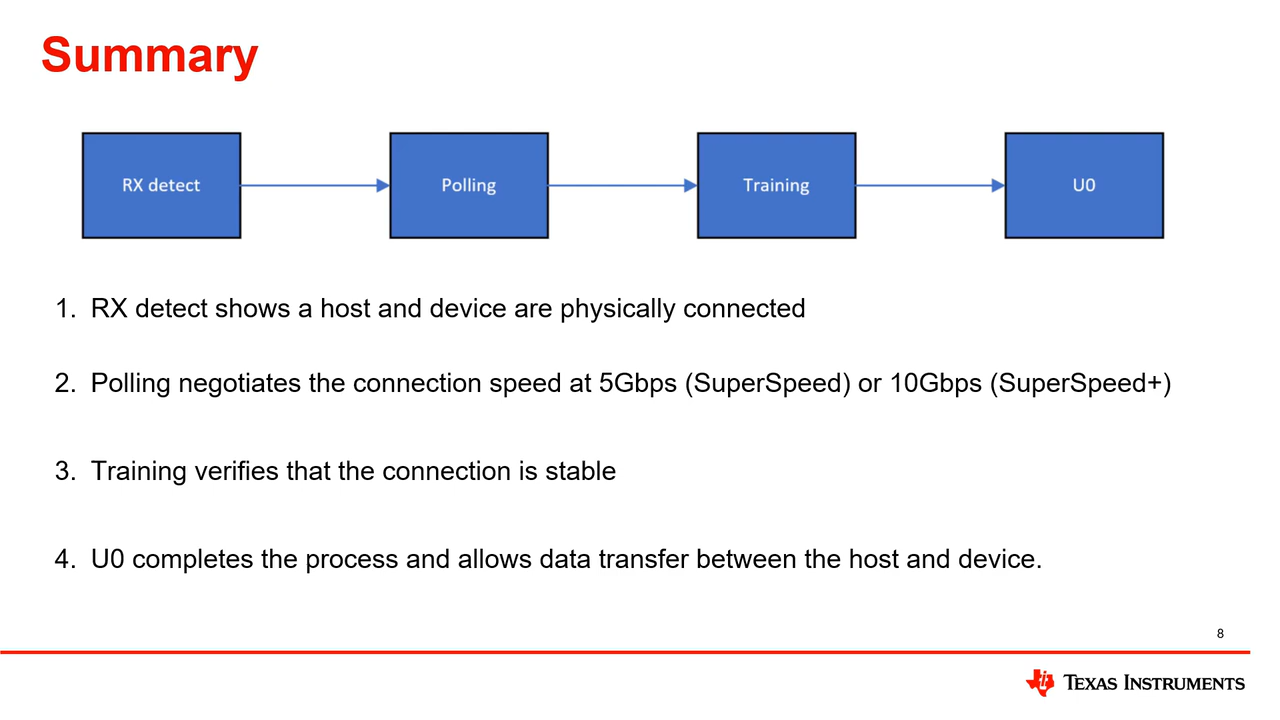 Summary
RX detect
Polling
Training
U0
1. RX detect shows a host and device are physically connected
2. Polling negotiates the connection speed at 5Gbps (SuperSpeed) or 10Gbps (SuperSpeed+)
3. Training verifies that the connection is stable
4. U0 completes the process and allows data transfer between the host and device.
8
TEXAS INSTRUMENTS